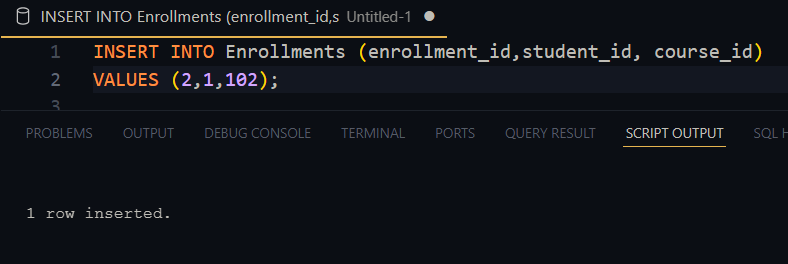 INSERT INTO Enrollments (enrollment_id,s Untitled-1
1 INSERT INTO Enrollments (enrollment_id,student_id, course_id)
2 VALUES (2,1,102);
3
PROBLEMS OUTPUT DEBUG CONSOLE TERMINAL PORTS QUERY RESULT SCRIPT OUTPUT SQL H
1 row inserted.